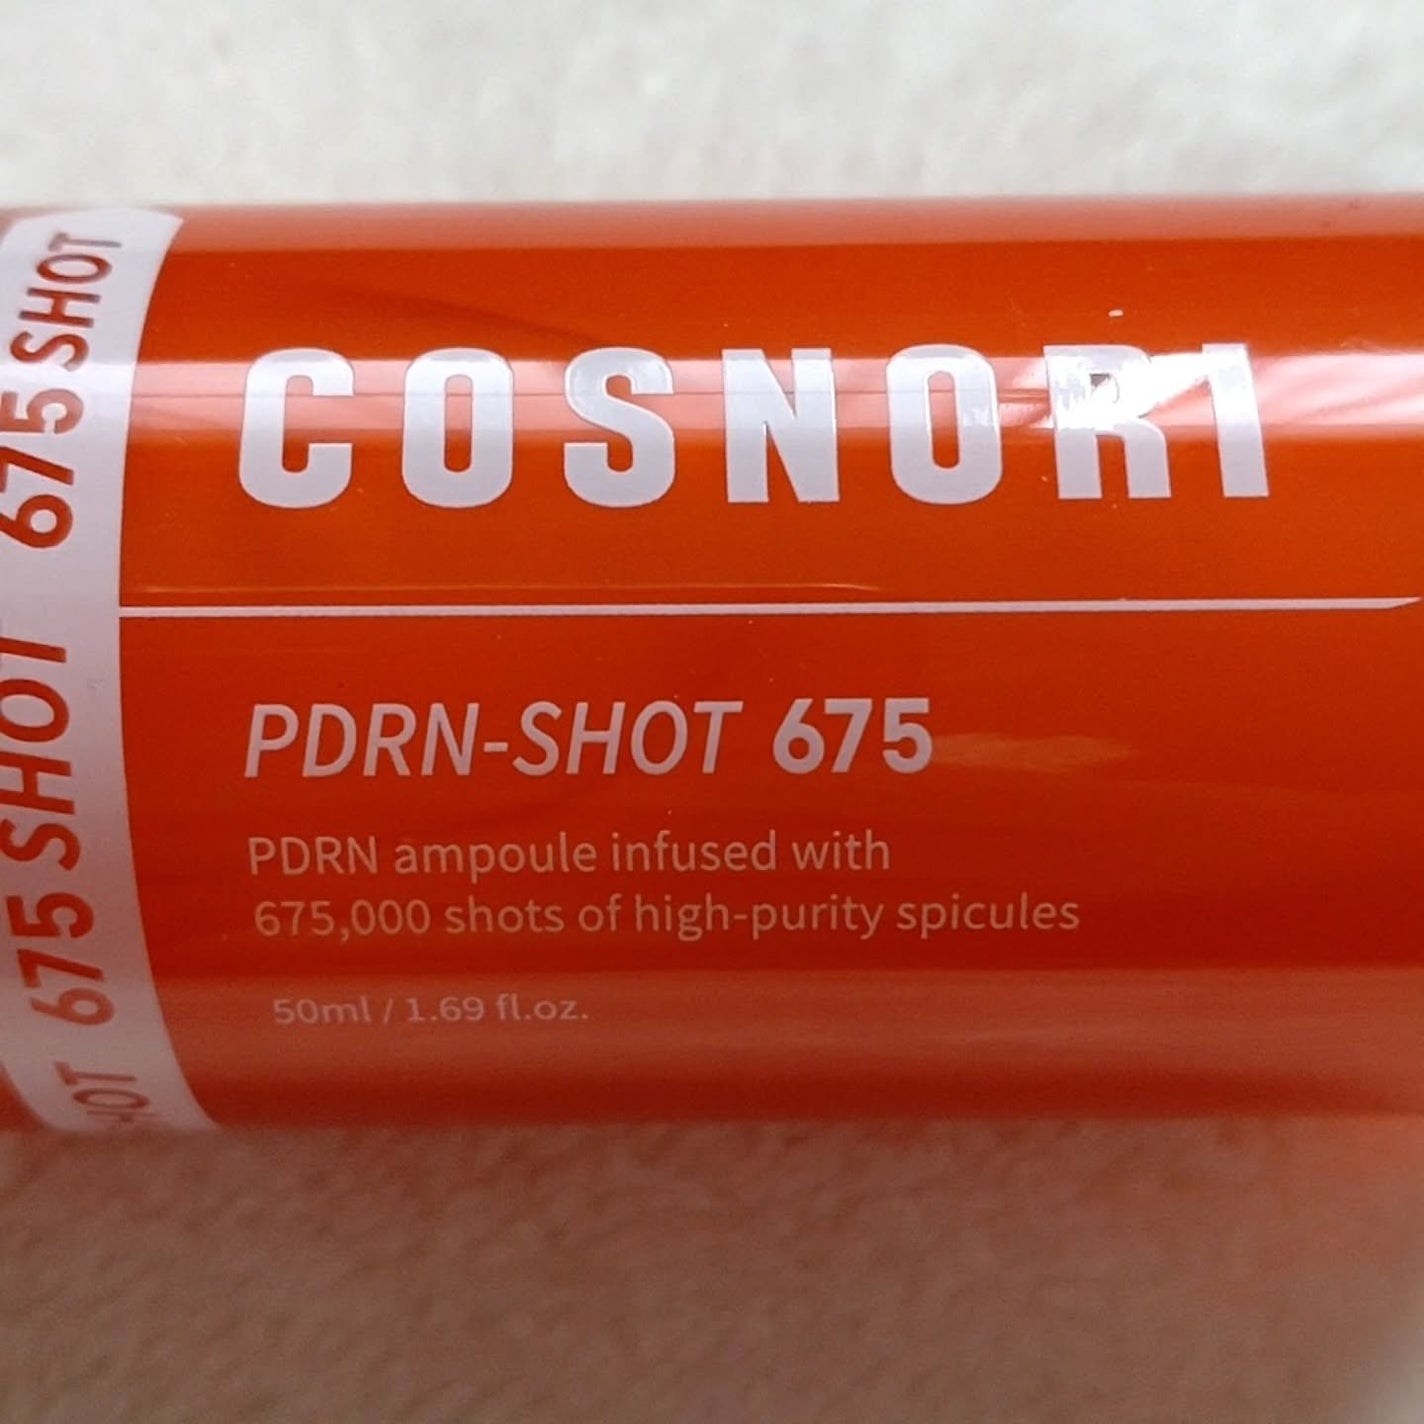 COSNORI
PDRN-SHOT 675
PDRN ampoule infused with
675,000 shots of high-purity spicules
50ml / 1.69 fl.oz.
675 SHOT
675 SHOT